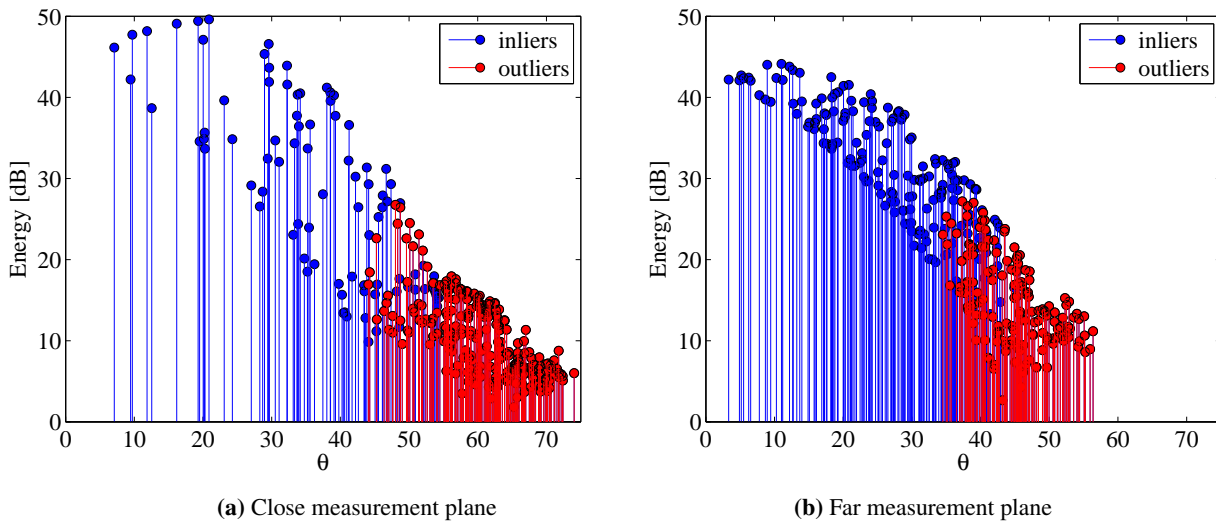 50
40
30
20
10
0
Energy [dB]
0 10 20 30 40 50 60 70
θ
inliers
outliers
(a) Close measurement plane
50
40
30
20
10
0
Energy [dB]
0 10 20 30 40 50 60 70
θ
inliers
outliers
(b) Far measurement plane